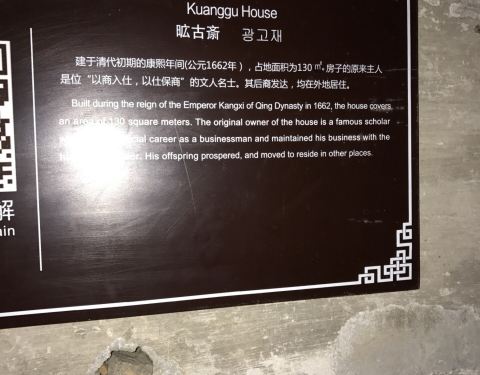 Kuanggu House
昿古斎 광고재
建于清代初期的康熙年间(公元1662年），占地面积为130㎡。房子的原来主人
是位“以商入仕，以仕保商”的文人名士。其后裔发达，均在外地居住。
Built during the reign of the Emperor Kangxi of Qing Dynasty in 1662, the house covers
an area of 130 square meters. The original owner of the house is a famous scholar
career as a businessman and maintained his business with the
His offspring prospered, and moved to reside in other places.
解
ain